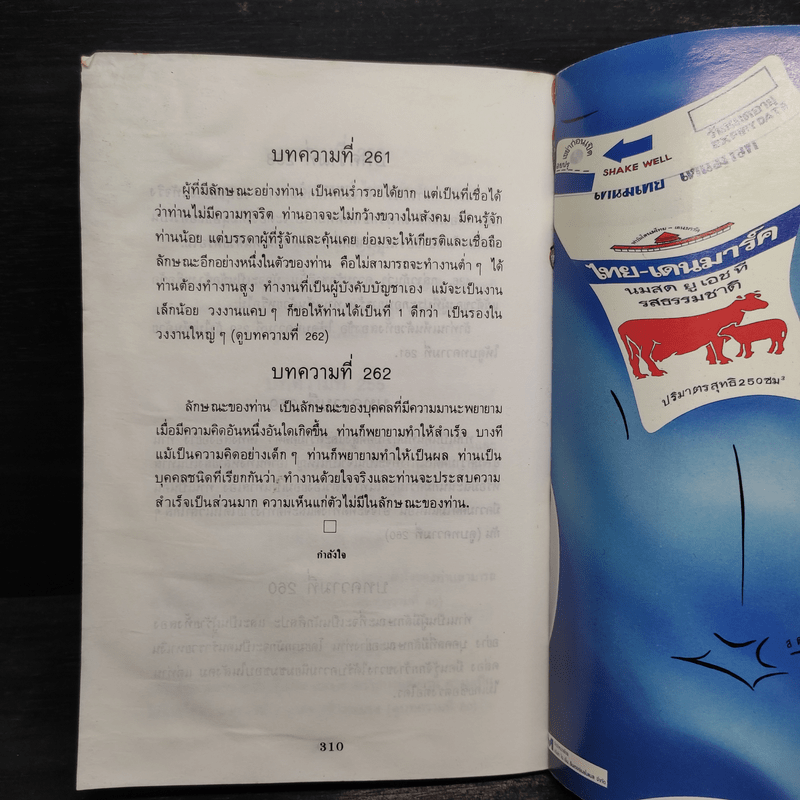 บทความที่ 261
ผู้ที่มีลักษณะอย่างท่าน เป็นคนร่ำรวยได้ยาก แต่เป็นที่เชื่อได้
ว่าท่านไม่มีความทุจริต ท่านอาจจะไม่กว้างขวางในสังคม มีคนรู้จัก
ท่านน้อย แต่บรรดาผู้ที่รู้จักและคุ้นเคย ย่อมจะให้เกียรติและเชื่อถือ
ลักษณะอีกอย่างหนึ่งในตัวของท่าน คือไม่สามารถจะทำงานต่ำ ๆ ได้
ท่านต้องทำงานสูง ทำงานที่เป็นผู้บังคับบัญชาเอง แม้จะเป็นงาน
เล็กน้อย วงงานแคบ ๆ ก็ขอให้ท่านได้เป็นที่ 1 ดีกว่า เป็นรองใน
วงงานใหญ่ ๆ (ดูบทความที่ 262)
บทความที่ 262
ลักษณะของท่าน เป็นลักษณะของบุคคลที่มีความมานะพยายาม
เมื่อมีความคิดอันหนึ่งอันใดเกิดขึ้น ท่านก็พยายามทำให้สำเร็จ บางที
แม้เป็นความคิดอย่างเด็ก ๆ ท่านก็พยายามทำให้เป็นผล ท่านเป็น
บุคคลชนิดที่เรียกกันว่า ทำงานด้วยใจจริงและท่านจะประสบความ
สำเร็จเป็นส่วนมาก ความเห็นแก่ตัวไม่มีในลักษณะของท่าน.
กำลังใจ
310
EXPIRY DATE
SHAKE WELL
ไทย-เดนมาร์ค
นมสด ยู เอช ที
รสธรรมชาติ
ปริมาตรสุทธิ 250 ซม³